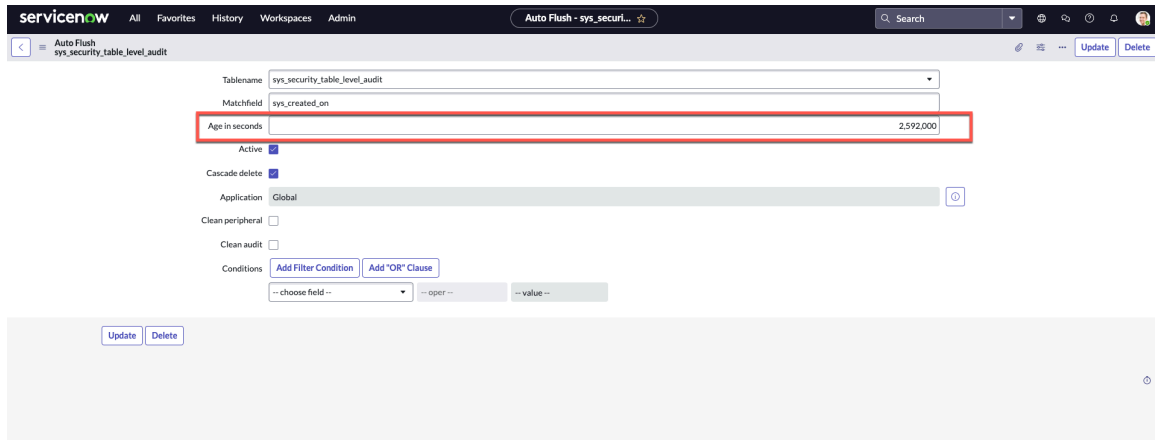 servicenow All Favorites History Workspaces Admin Auto Flush - sys_securi... Search
Auto Flush
sys_security_table_level_audit
Update Delete
Tablename sys_security_table_level_audit
Matchfield sys_created_on
Age in seconds 2,592,000
Active
Cascade delete
Application Global
Clean peripheral
Clean audit
Conditions Add Filter Condition Add "OR" Clause
-- choose field -- -- oper -- -- value --
Update Delete